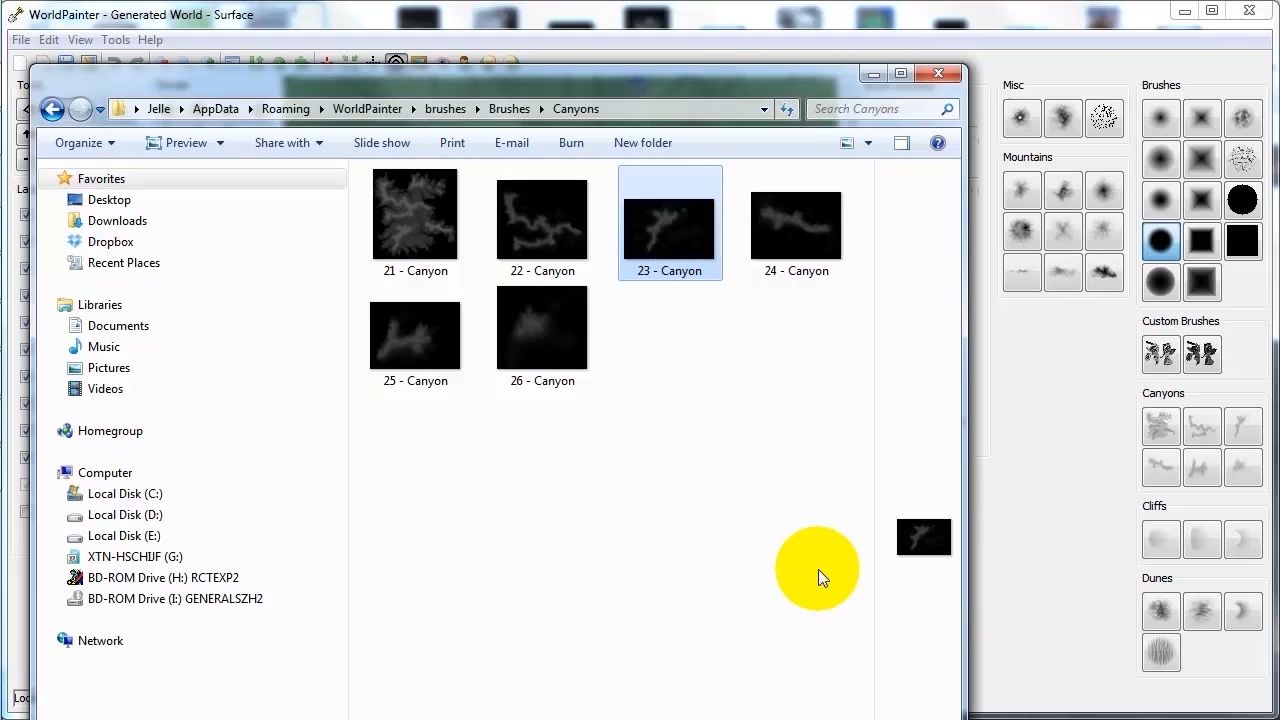 WorldPainter - Generated World - Surface
File Edit View Tools Help
Jelle AppData Roaming WorldPainter brushes Brushes Canyons
Search Canyons
Organize Preview Share with Slide show Print E-mail Burn New folder
Favorites
Desktop
Downloads
Dropbox
Recent Places
Libraries
Documents
Music
Pictures
Videos
Homegroup
Computer
Local Disk (C:)
Local Disk (D:)
Local Disk (E:)
XTN-HSCHIJF (G:)
BD-ROM Drive (H:) RCTEXP2
BD-ROM Drive (I:) GENERALSZH2
Network
21 - Canyon
22 - Canyon
23 - Canyon
24 - Canyon
25 - Canyon
26 - Canyon
Misc
Mountains
Brushes
Custom Brushes
Canyons
Cliffs
Dunes